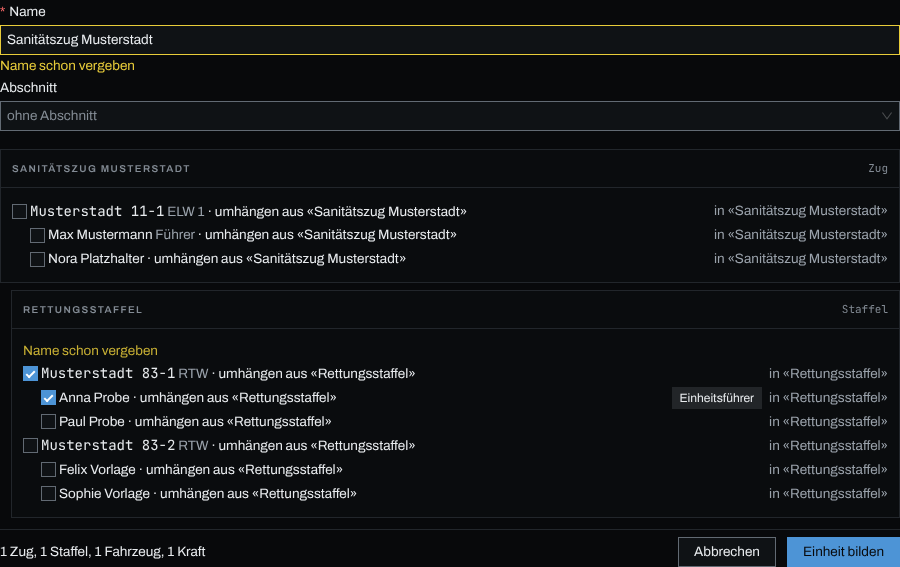 * Name
Sanitätszug Musterstadt
Name schon vergeben
Abschnitt
ohne Abschnitt
SANITÄTSZUG MUSTERSTADT Zug
Musterstadt 11-1 ELW 1 · umhängen aus «Sanitätszug Musterstadt» in «Sanitätszug Musterstadt»
Max Mustermann Führer · umhängen aus «Sanitätszug Musterstadt» in «Sanitätszug Musterstadt»
Nora Platzhalter · umhängen aus «Sanitätszug Musterstadt» in «Sanitätszug Musterstadt»
RETTUNGSSTAFFEL Staffel
Name schon vergeben
Musterstadt 83-1 RTW · umhängen aus «Rettungsstaffel» in «Rettungsstaffel»
Anna Probe · umhängen aus «Rettungsstaffel» Einheitsführer in «Rettungsstaffel»
Paul Probe · umhängen aus «Rettungsstaffel» in «Rettungsstaffel»
Musterstadt 83-2 RTW · umhängen aus «Rettungsstaffel» in «Rettungsstaffel»
Felix Vorlage · umhängen aus «Rettungsstaffel» in «Rettungsstaffel»
Sophie Vorlage · umhängen aus «Rettungsstaffel» in «Rettungsstaffel»
1 Zug, 1 Staffel, 1 Fahrzeug, 1 Kraft Abbrechen Einheit bilden